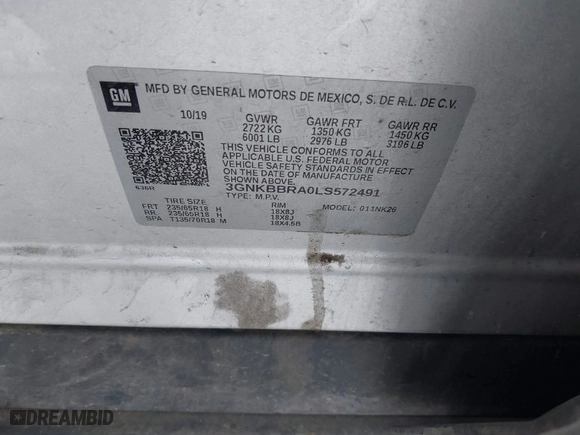 GM
MFD BY GENERAL MOTORS DE MEXICO, S. DE R.L. DE C.V.
10/19 GVWR GAWR FRT GAWR RR
2722 KG 1350 KG 1450 KG
6001 LB 2976 LB 3196 LB
THIS VEHICLE CONFORMS TO ALL
APPLICABLE U.S. FEDERAL MOTOR
VEHICLE SAFETY STANDARDS IN EFFECT
ON THE DATE OF MANUFACTURE
SHOWN ABOVE.
3GNKBBRA0LS572491
TYPE: M.P.V.
MODEL: 011NK26
TIRE SIZE RIM
FRT 235/65R18 H 18X8J
RR 235/65R18 H 18X8J
SPA T135/70R18 M 18X4.5B
DREAMBID